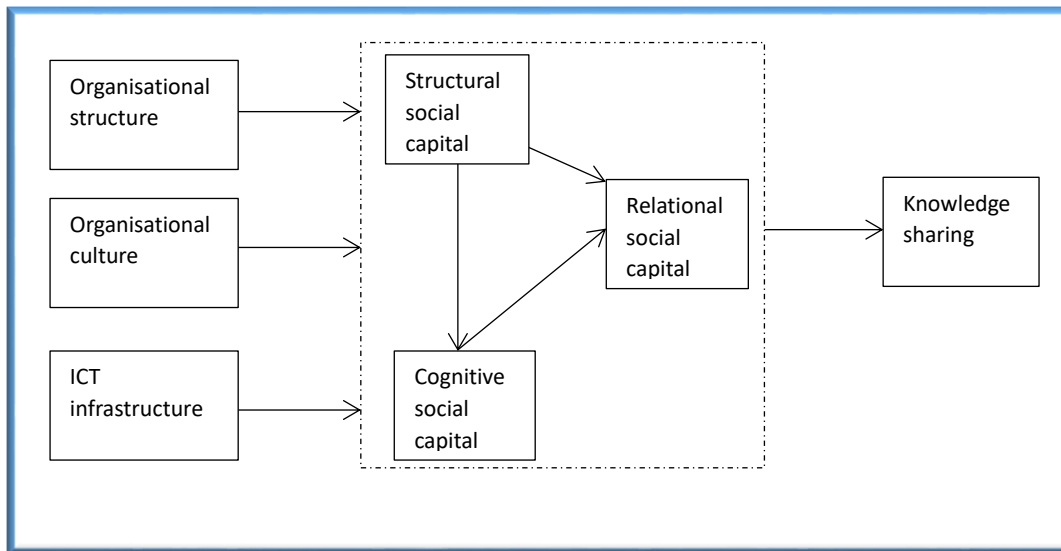 Organisational
structure
Organisational
culture
ICT
infrastructure
Structural
social
capital
Relational
social
capital
Cognitive
social
capital
Knowledge
sharing